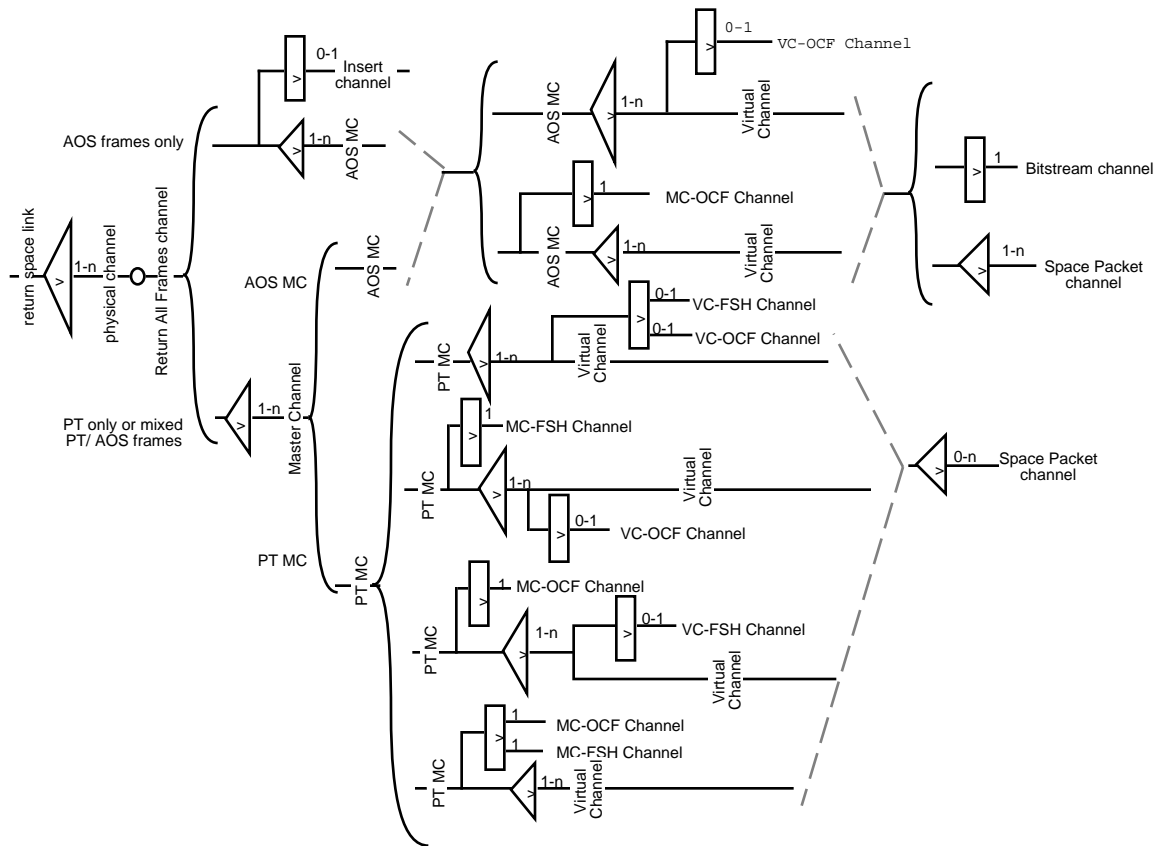 0-1
VC-OCF Channel
0-1
Insert
channel
v
v
v
1-n
AOS MC
Virtual
Channel
AOS frames only
v
1-n
AOS MC
v
1
Bitstream channel
v
1
MC-OCF Channel
return space link
v
1-n
physical channel
Return All Frames channel
AOS MC
AOS MC
AOS MC
v
1-n
Virtual
Channel
v
1-n
Space Packet
channel
v
0-1
VC-FSH Channel
0-1
VC-OCF Channel
PT MC
v
1-n
Virtual
Channel
PT only or mixed
PT/ AOS frames
v
1-n
Master Channel
v
1
MC-FSH Channel
v
0-n
Space Packet
channel
PT MC
v
1-n
Virtual
Channel
v
0-1
VC-OCF Channel
PT MC
PT MC
v
1
MC-OCF Channel
PT MC
v
1-n
v
0-1
VC-FSH Channel
Virtual
Channel
v
1
MC-OCF Channel
1
MC-FSH Channel
PT MC
v
1-n
Virtual
Channel